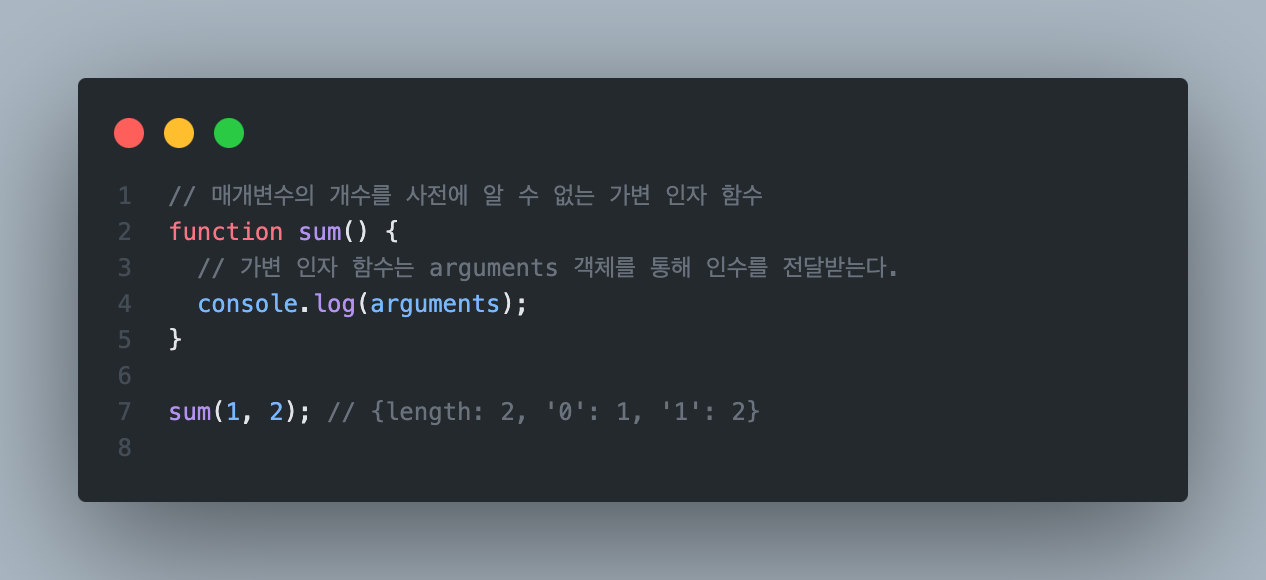 1 // 매개변수의 개수를 사전에 알 수 없는 가변 인자 함수
2 function sum() {
3   // 가변 인자 함수는 arguments 객체를 통해 인수를 전달받는다.
4   console.log(arguments);
5 }
6
7 sum(1, 2); // {length: 2, '0': 1, '1': 2}
8